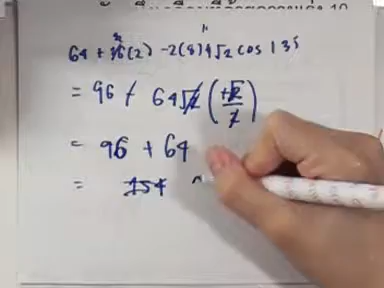 64 + 16(2) - 2(8)4√2 cos 135
= 96 + 64√2 (+√2/2)
= 96 + 64
= 154